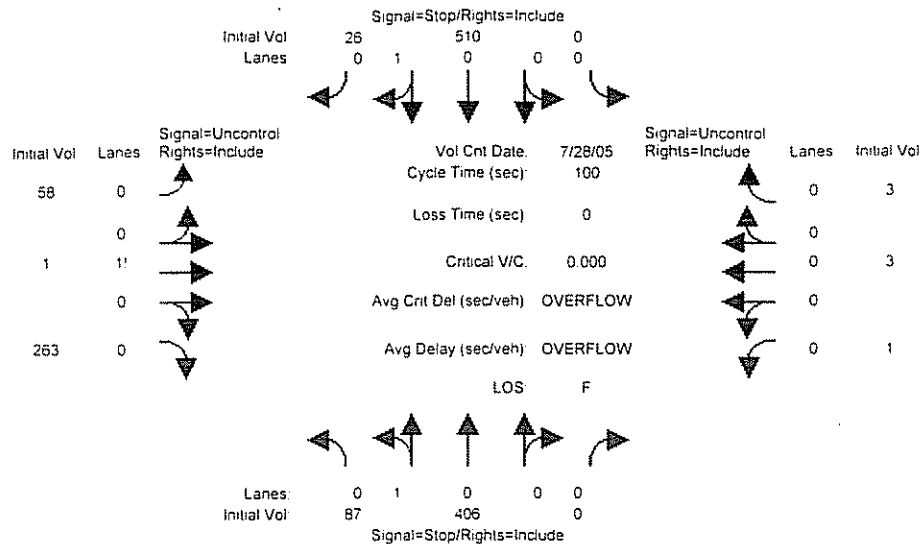 Signal=Stop/Rights=Include
Initial Vol 26 510 0
Lanes 0 1 0 0 0
Signal=Uncontrol
Initial Vol Lanes Rights=Include
Vol Cnt Date. 7/28/05
Signal=Uncontrol
Rights=Include Lanes Initial Vol
Cycle Time (sec): 100
58 0
0 3
Loss Time (sec) 0
0
0
1 1!
Critical V/C. 0.000
0 3
0
Avg Crit Del (sec/veh) OVERFLOW
0
263 0
Avg Delay (sec/veh) OVERFLOW
0 1
LOS F
Lanes: 0 1 0 0 0
Initial Vol: 87 406 0
Signal=Stop/Rights=Include